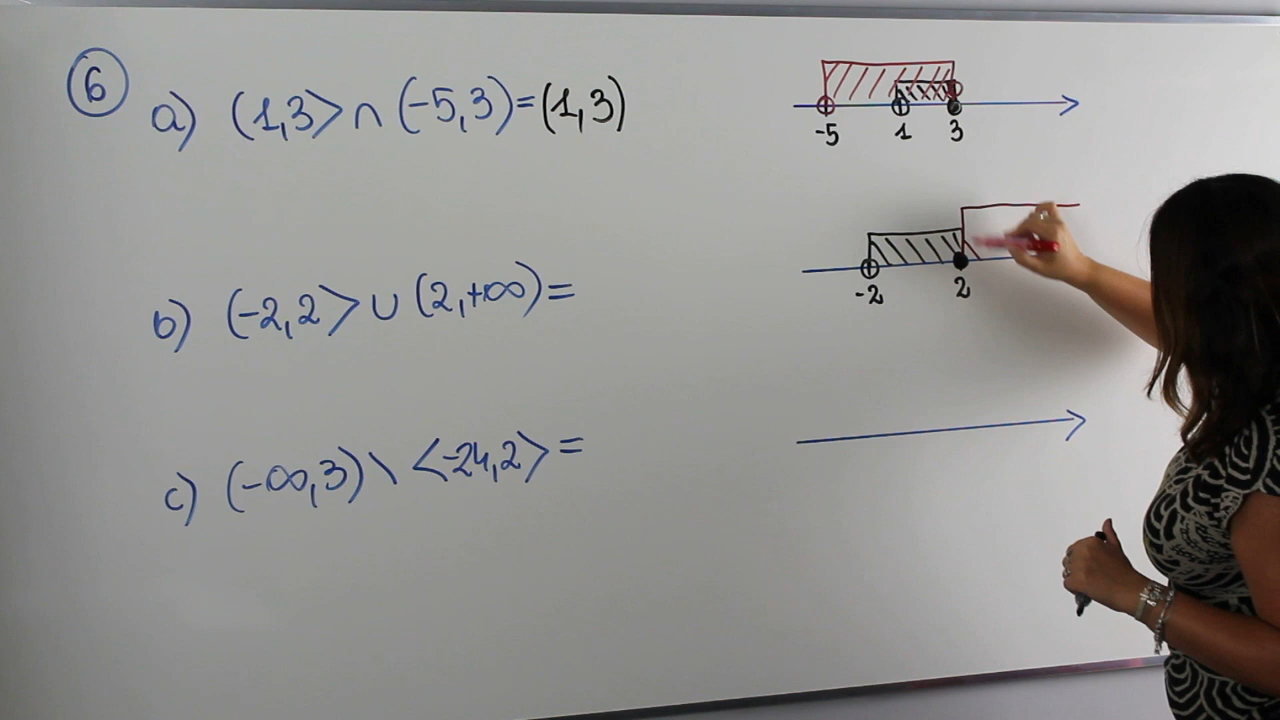 6
a) (1,3> ∩ (-5,3)=(1,3)
-5 1 3
b) (-2,2> ∪ (2,+∞)=
-2 2
c) (-∞,3) \ <-24,2> =